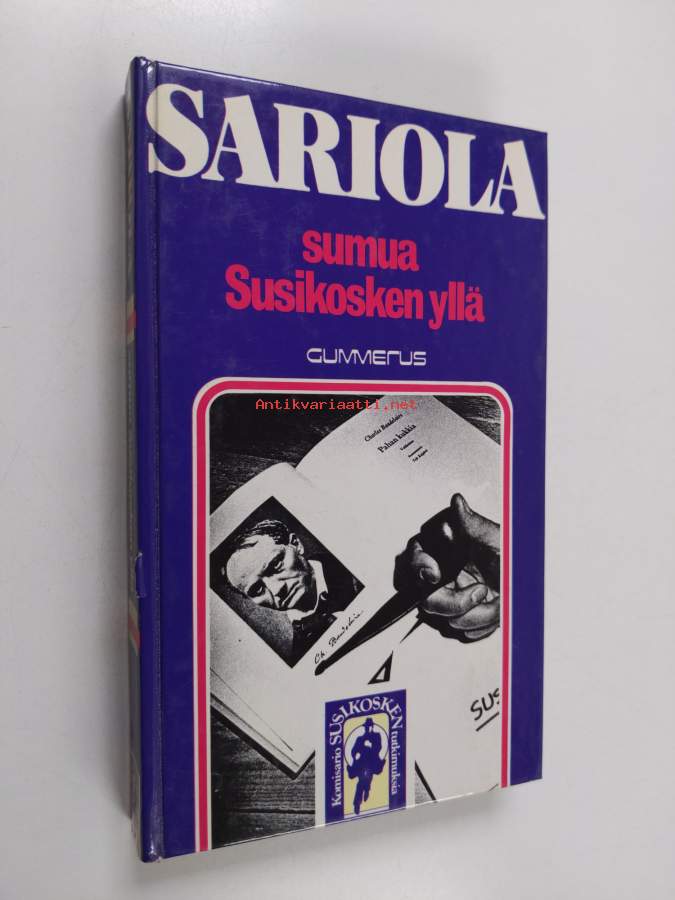 SARIOLA
sumua
Susikosken yllä
GUMMERUS
Antikvariaatti.net
Charles Baudelaire
Pahan kukkia
Ch. Baudelaire
SUS
Komisario SUSIKOSKEN tutkimuksia